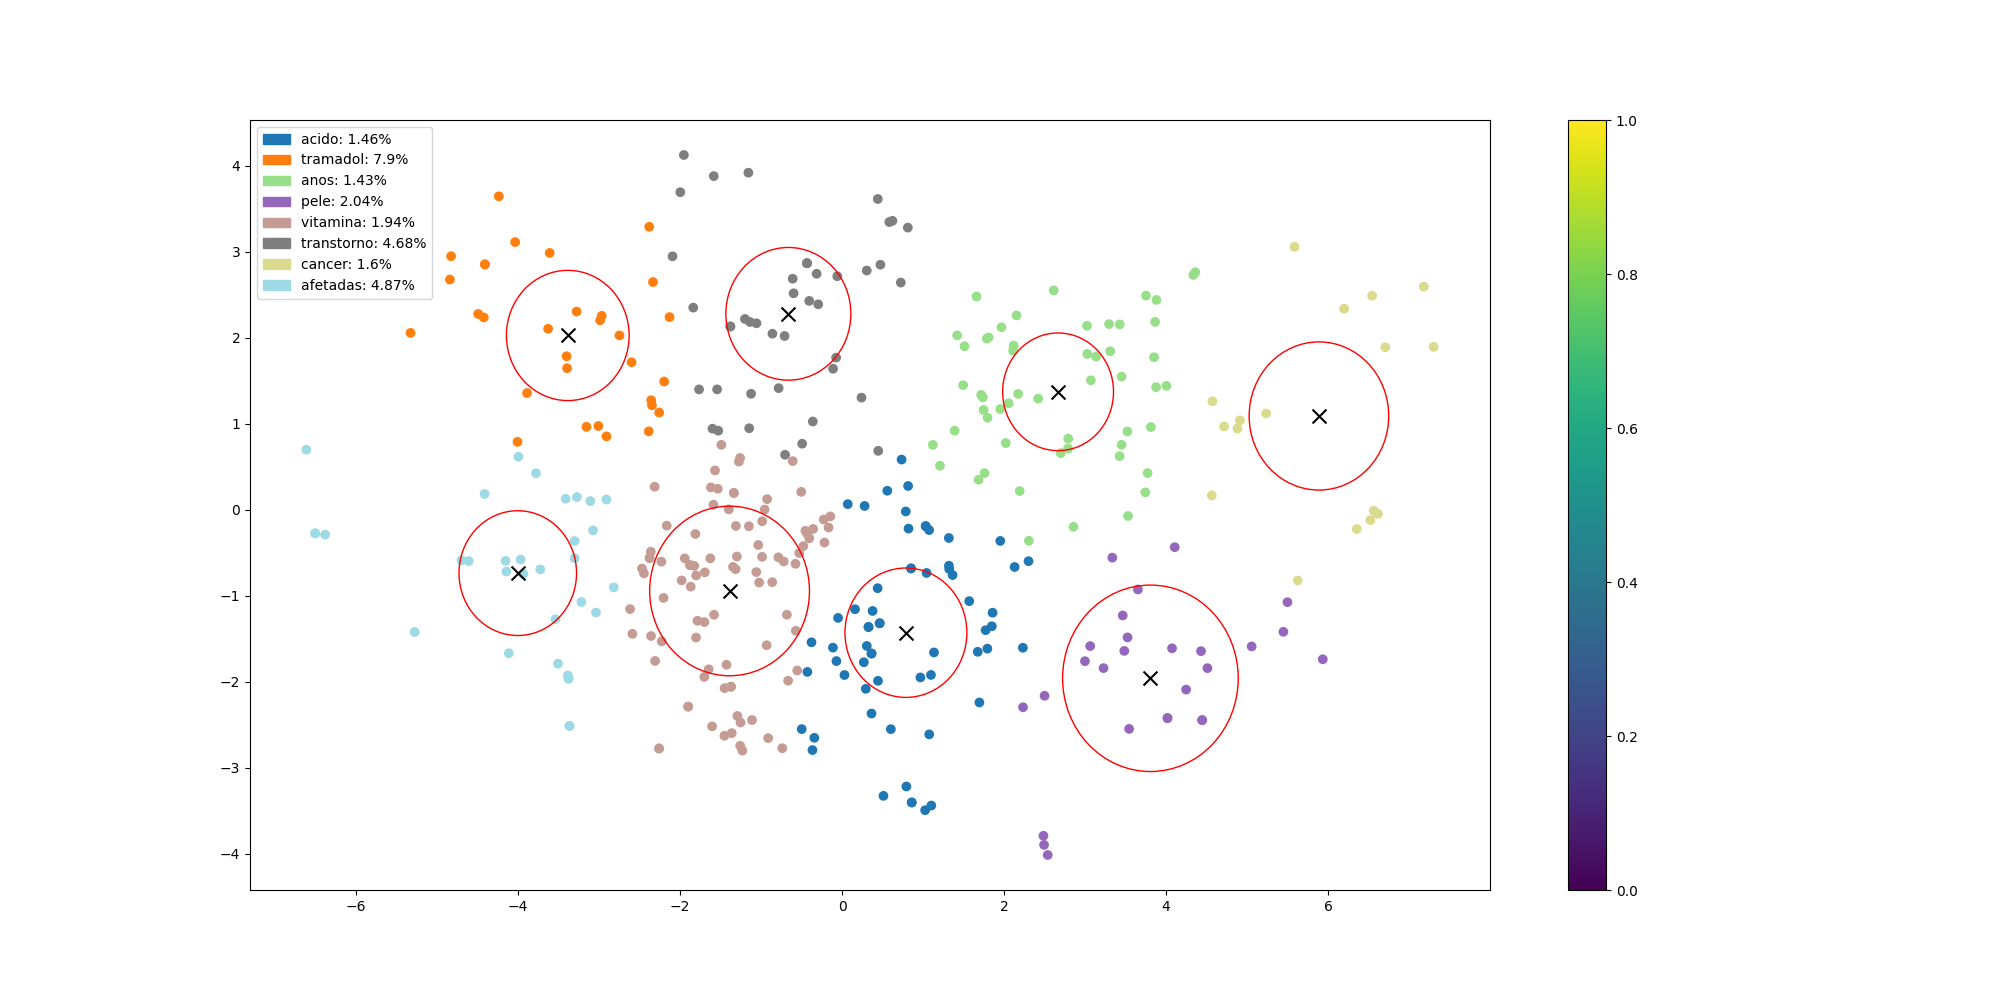 acido: 1.46%
tramadol: 7.9%
anos: 1.43%
pele: 2.04%
vitamina: 1.94%
transtorno: 4.68%
cancer: 1.6%
afetadas: 4.87%
4
3
2
1
0
−1
−2
−3
−4
−6 −4 −2 0 2 4 6
1.0
0.8
0.6
0.4
0.2
0.0